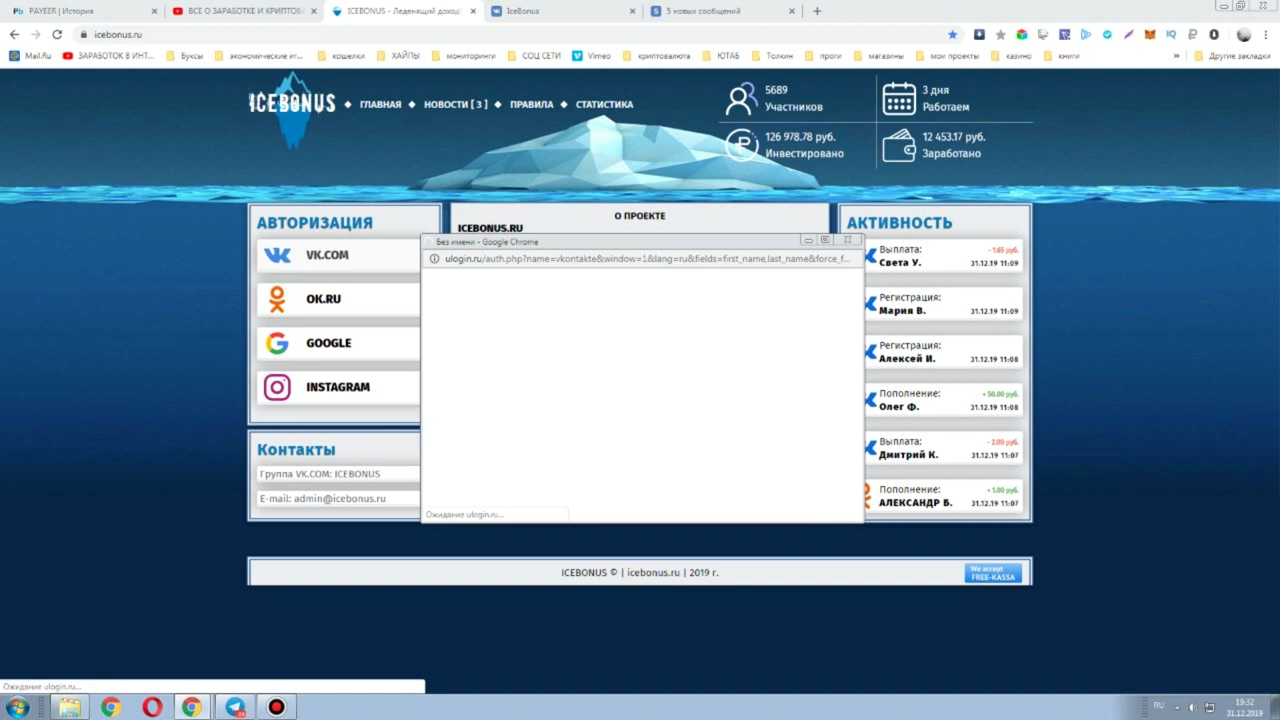 PAYEER | История
ВСЕ О ЗАРАБОТКЕ И КРИПТОВ
ICEBONUS - Леденящий доход!
IceBonus
5 новых сообщений
icebonus.ru
Mail.Ru
ЗАРАБОТОК В ИНТ...
Буксы
экономические иг...
кошелки
ХАЙПЫ
мониторинги
СОЦ СЕТИ
Vimeo
криптовалюта
ЮТАБ
Толкин
проги
магазины
мои проекты
казино
книги
»
Другие закладки
ICEBONUS
ГЛАВНАЯ
НОВОСТИ [ 3 ]
ПРАВИЛА
СТАТИСТИКА
5689
Участников
3 дня
Работаем
126 978.78 руб.
Инвестировано
12 453.17 руб.
Заработано
АВТОРИЗАЦИЯ
VK.COM
OK.RU
GOOGLE
INSTAGRAM
Контакты
Группа VK.COM: ICEBONUS
E-mail: admin@icebonus.ru
О ПРОЕКТЕ
ICEBONUS.RU
Без имени - Google Chrome
ulogin.ru/auth.php?name=vkontakte&window=1&lang=ru&fields=first_name,last_name&force_f...
Ожидание ulogin.ru...
АКТИВНОСТЬ
Выплата:
- 1.65 руб.
Света У.
31.12.19 11:09
Регистрация:
Мария В.
31.12.19 11:09
Регистрация:
Алексей И.
31.12.19 11:08
Пополнение:
+ 50.00 руб.
Олег Ф.
31.12.19 11:08
Выплата:
- 2.00 руб.
Дмитрий К.
31.12.19 11:07
Пополнение:
+ 1.00 руб.
АЛЕКСАНДР Б.
31.12.19 11:07
ICEBONUS © | icebonus.ru | 2019 г.
We accept
FREE-KASSA
Ожидание ulogin.ru...
RU
19:32
31.12.2019